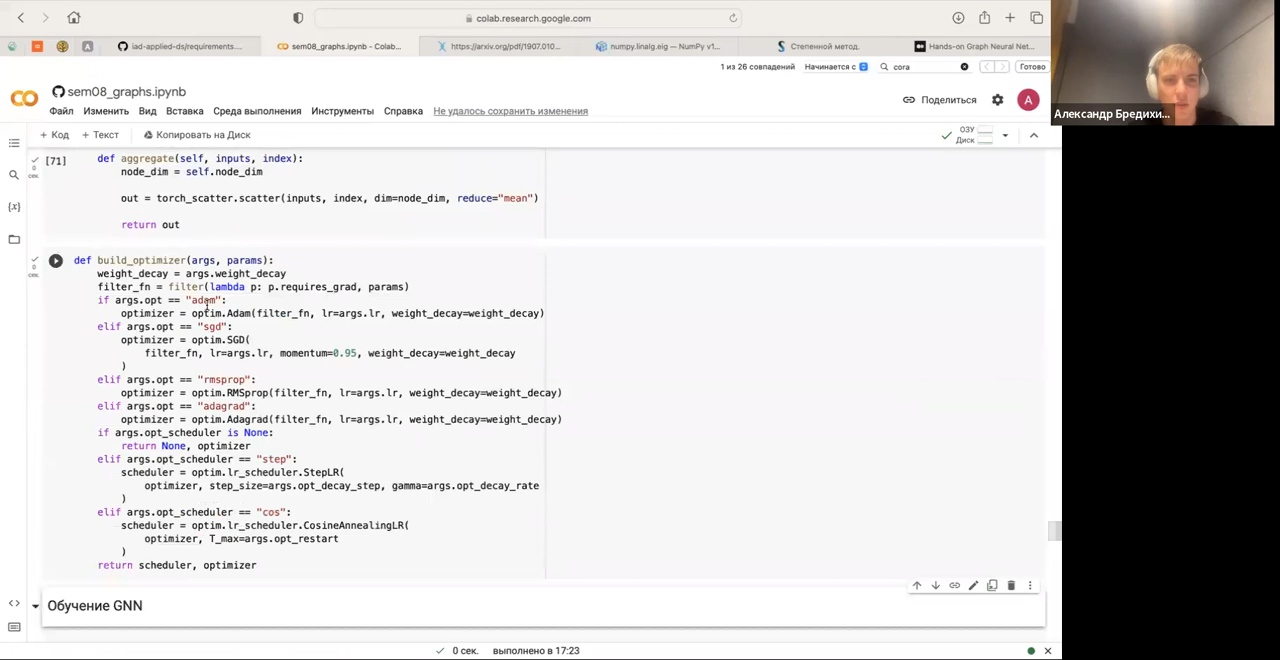 colab.research.google.com
iad-applied-ds/requirements....
sem08_graphs.ipynb - Colab...
https://arxiv.org/pdf/1907.010...
numpy.linalg.eig — NumPy v1...
Степенной метод.
Hands-on Graph Neural Net...
1 из 26 совпадений Начинается с cora Готово
sem08_graphs.ipynb
Файл Изменить Вид Вставка Среда выполнения Инструменты Справка Не удалось сохранить изменения
Поделиться
A
Александр Бредихи...
+ Код + Текст Копировать на Диск
ОЗУ
Диск
[71]
0
сек.
def aggregate(self, inputs, index):
node_dim = self.node_dim
out = torch_scatter.scatter(inputs, index, dim=node_dim, reduce="mean")
return out
0
сек.
def build_optimizer(args, params):
weight_decay = args.weight_decay
filter_fn = filter(lambda p: p.requires_grad, params)
if args.opt == "adam":
optimizer = optim.Adam(filter_fn, lr=args.lr, weight_decay=weight_decay)
elif args.opt == "sgd":
optimizer = optim.SGD(
filter_fn, lr=args.lr, momentum=0.95, weight_decay=weight_decay
)
elif args.opt == "rmsprop":
optimizer = optim.RMSprop(filter_fn, lr=args.lr, weight_decay=weight_decay)
elif args.opt == "adagrad":
optimizer = optim.Adagrad(filter_fn, lr=args.lr, weight_decay=weight_decay)
if args.opt_scheduler is None:
return None, optimizer
elif args.opt_scheduler == "step":
scheduler = optim.lr_scheduler.StepLR(
optimizer, step_size=args.opt_decay_step, gamma=args.opt_decay_rate
)
elif args.opt_scheduler == "cos":
scheduler = optim.lr_scheduler.CosineAnnealingLR(
optimizer, T_max=args.opt_restart
)
return scheduler, optimizer
Обучение GNN
0 сек. выполнено в 17:23